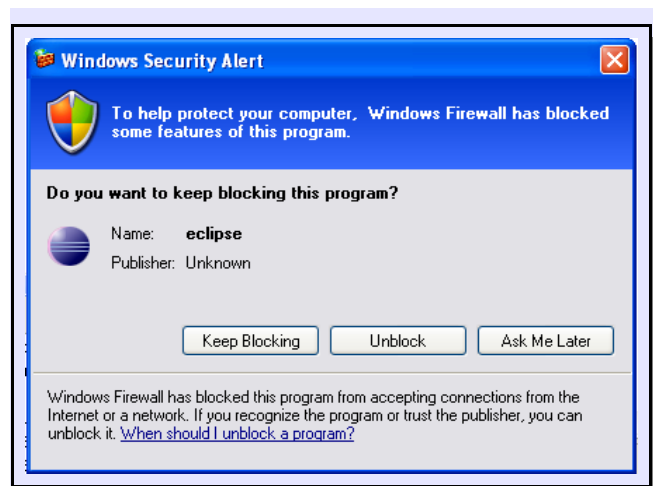 Windows Security Alert
To help protect your computer, Windows Firewall has blocked
some features of this program.
Do you want to keep blocking this program?
Name: eclipse
Publisher: Unknown
Keep Blocking Unblock Ask Me Later
Windows Firewall has blocked this program from accepting connections from the
Internet or a network. If you recognize the program or trust the publisher, you can
unblock it. When should I unblock a program?